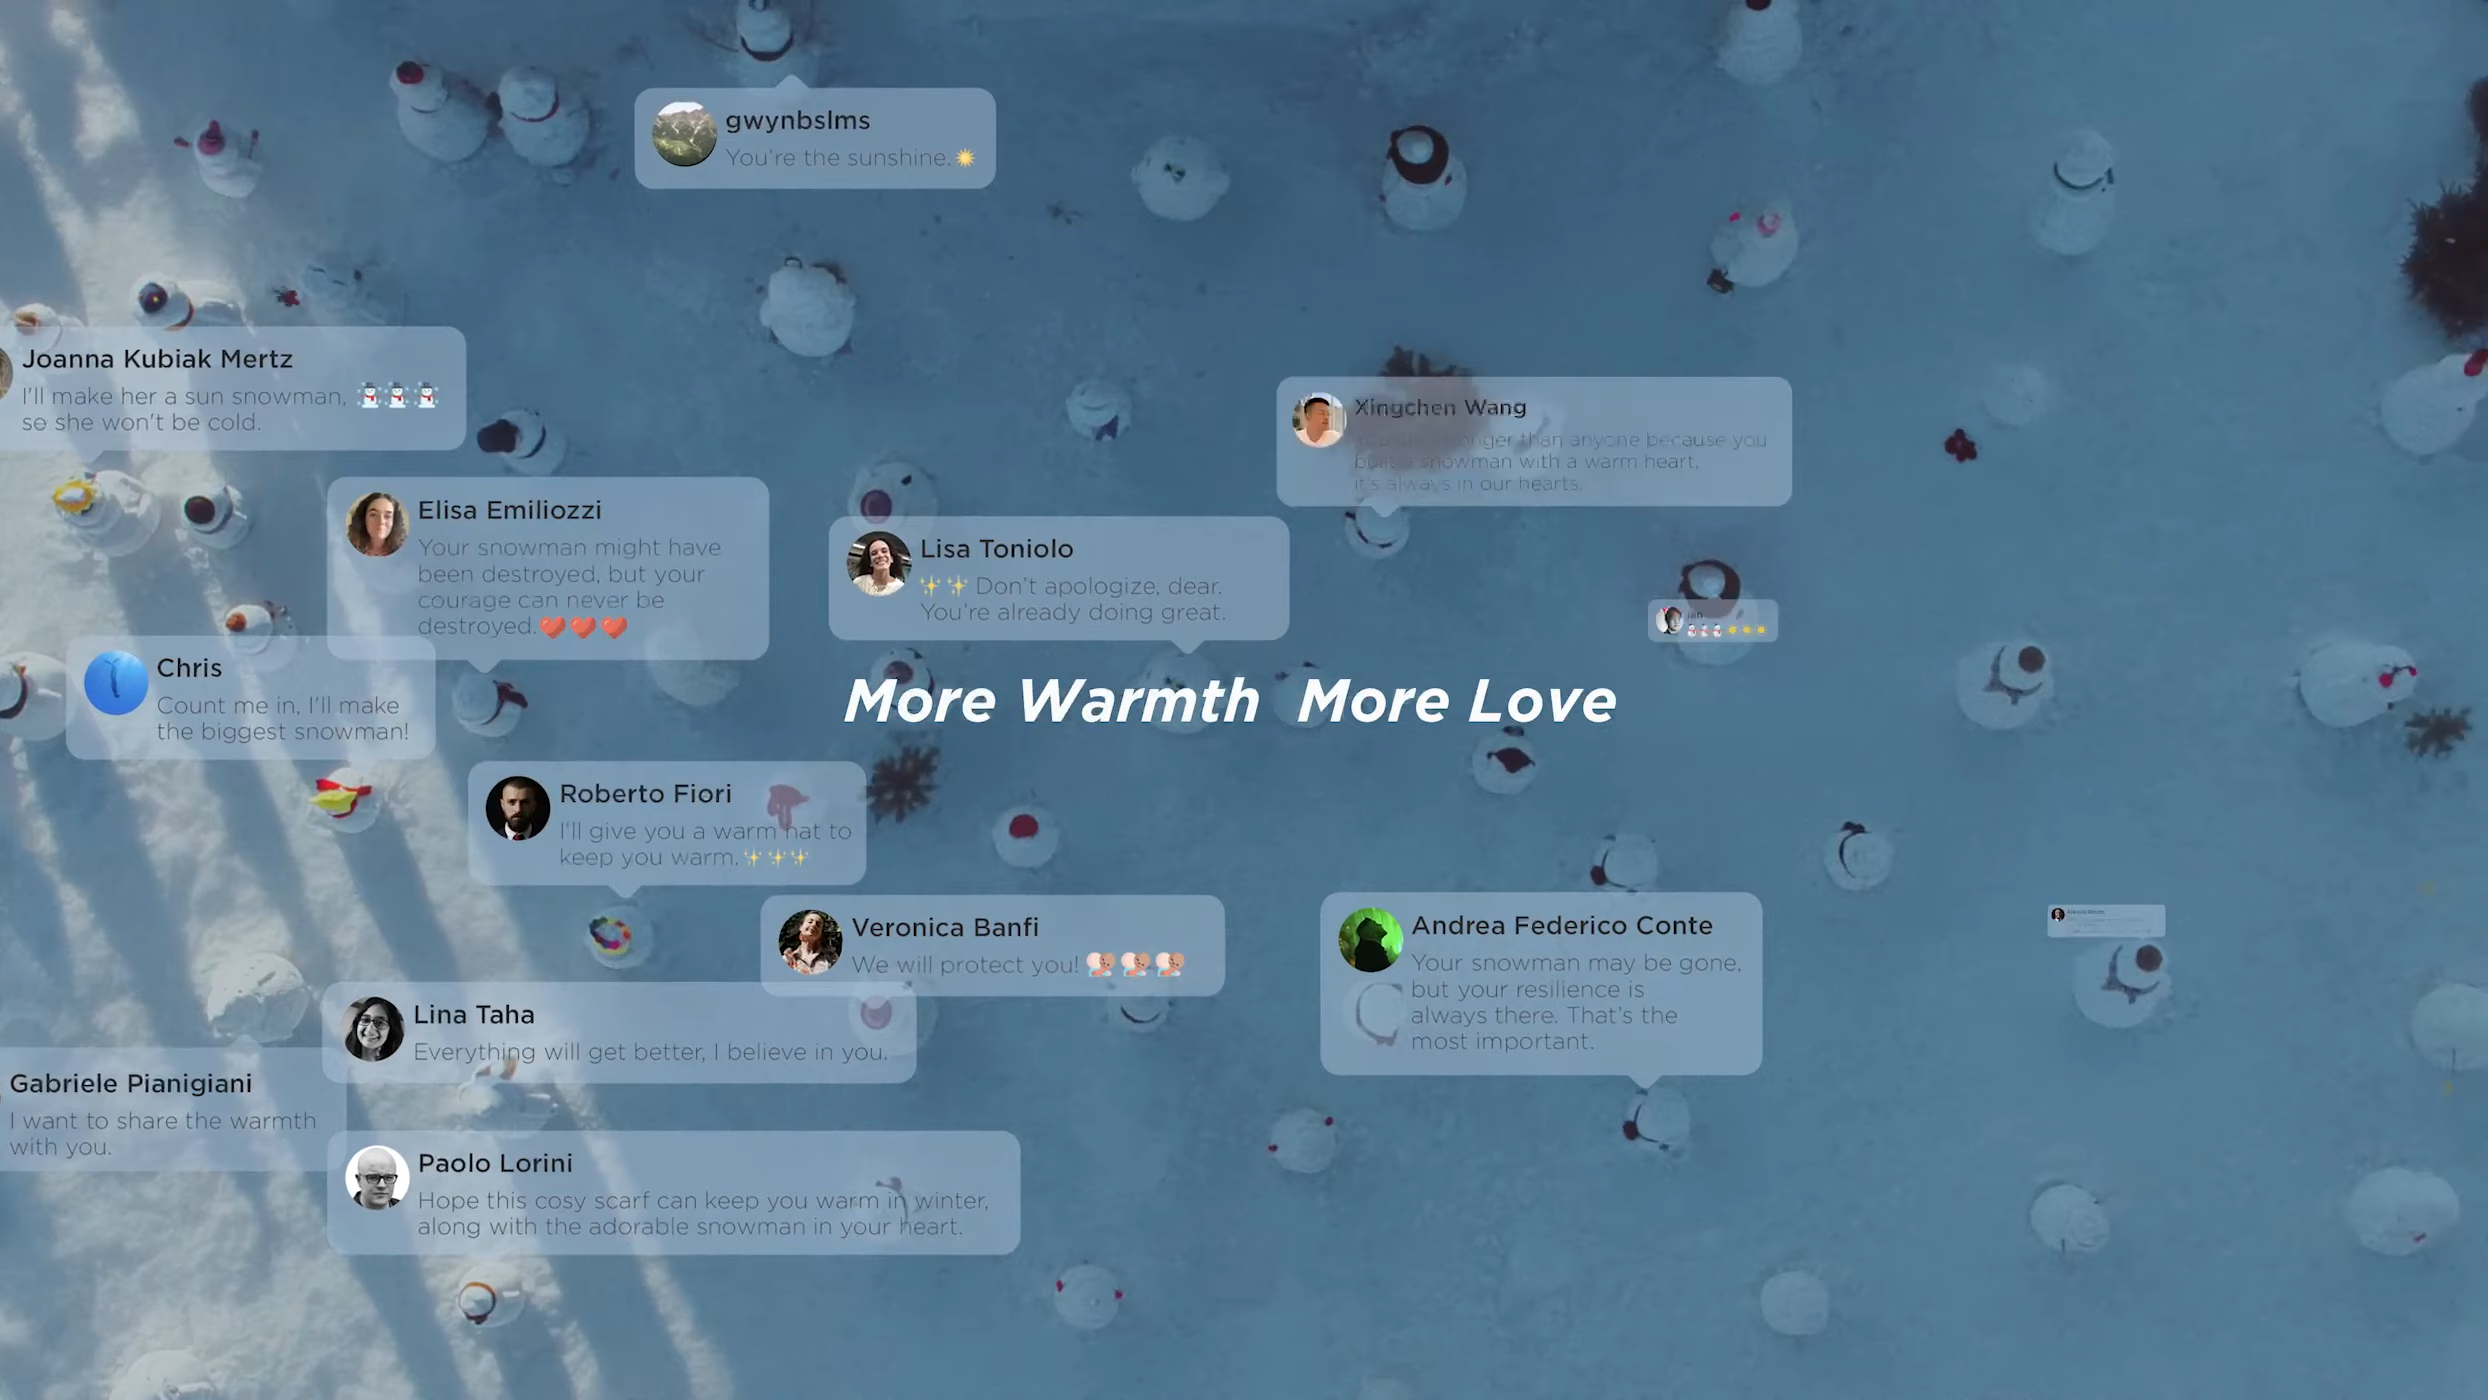 gwynbslms
You're the sunshine.
Joanna Kubiak Mertz
I'll make her a sun snowman,
so she won't be cold.
Xingchen Wang
than anyone because you
built a snowman with a warm heart,
it's always in our hearts.
Elisa Emiliozzi
Your snowman might have
been destroyed, but your
courage can never be
destroyed.
Lisa Toniolo
Don't apologize, dear.
You're already doing great.
Chris
Count me in, I'll make
the biggest snowman!
More Warmth More Love
Roberto Fiori
I'll give you a warm hat to
keep you warm.
Veronica Banfi
We will protect you!
Andrea Federico Conte
Your snowman may be gone,
but your resilience is
always there. That's the
most important.
Lina Taha
Everything will get better, I believe in you.
Gabriele Pianigiani
I want to share the warmth
with you.
Paolo Lorini
Hope this cosy scarf can keep you warm in winter,
along with the adorable snowman in your heart.